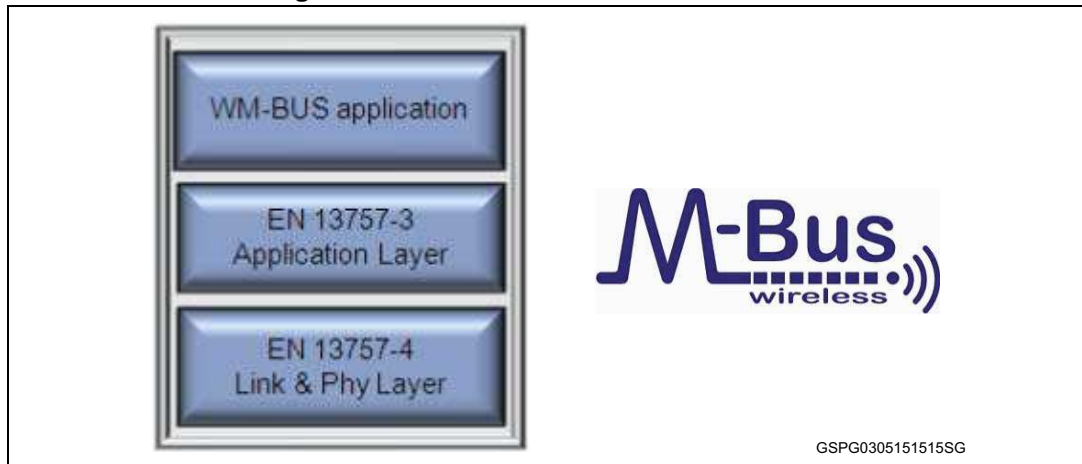 WM-BUS application
EN 13757-3
Application Layer
EN 13757-4
Link & Phy Layer
M-Bus
wireless
GSPG0305151515SG